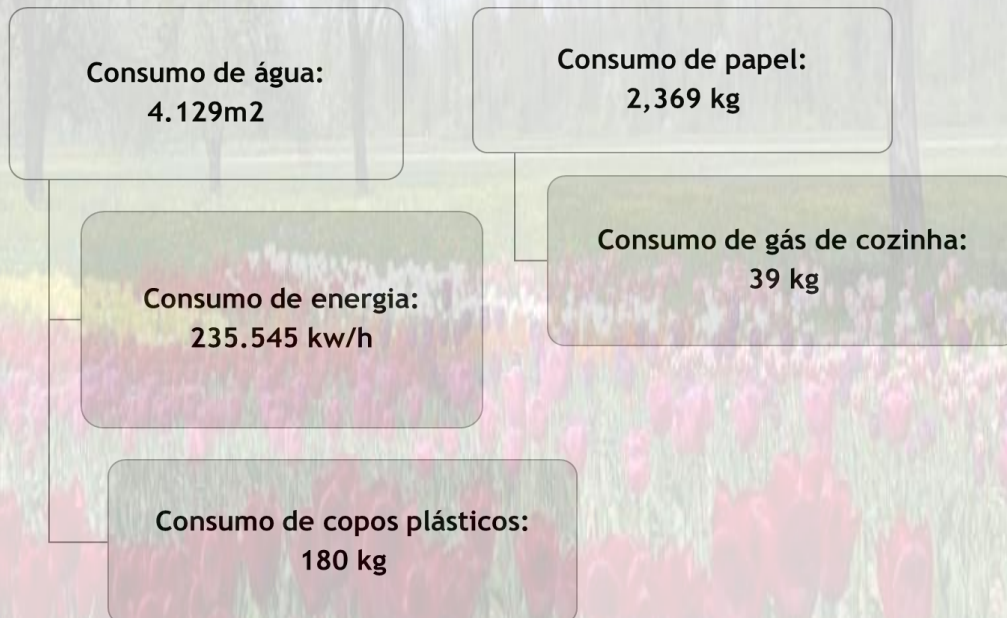 Consumo de água:
4.129m2
Consumo de energia:
235.545 kw/h
Consumo de copos plásticos:
180 kg
Consumo de papel:
2,369 kg
Consumo de gás de cozinha:
39 kg